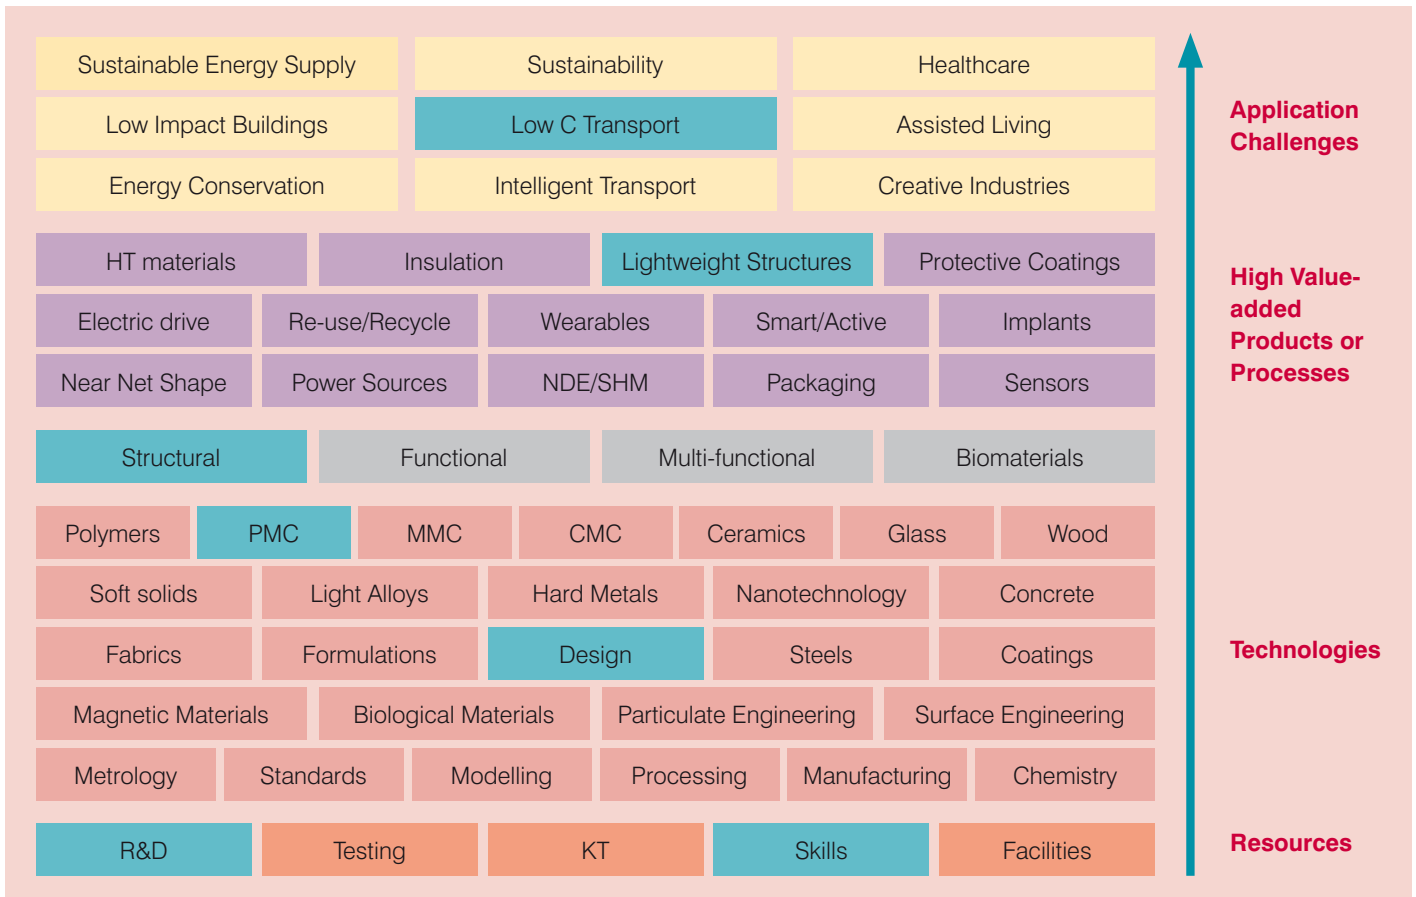 Sustainable Energy Supply
Sustainability
Healthcare
Low Impact Buildings
Low C Transport
Assisted Living
Energy Conservation
Intelligent Transport
Creative Industries
Application
Challenges
HT materials
Insulation
Lightweight Structures
Protective Coatings
Electric drive
Re-use/Recycle
Wearables
Smart/Active
Implants
Near Net Shape
Power Sources
NDE/SHM
Packaging
Sensors
High Value-
added
Products or
Processes
Structural
Functional
Multi-functional
Biomaterials
Polymers
PMC
MMC
CMC
Ceramics
Glass
Wood
Soft solids
Light Alloys
Hard Metals
Nanotechnology
Concrete
Fabrics
Formulations
Design
Steels
Coatings
Technologies
Magnetic Materials
Biological Materials
Particulate Engineering
Surface Engineering
Metrology
Standards
Modelling
Processing
Manufacturing
Chemistry
R&D
Testing
KT
Skills
Facilities
Resources